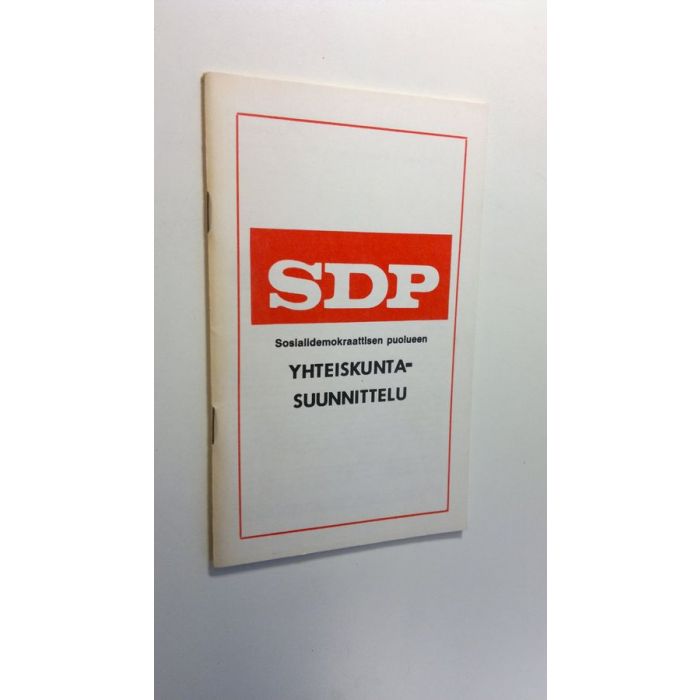 SDP
Sosialidemokraattisen puolueen
YHTEISKUNTA-
SUUNNITTELU